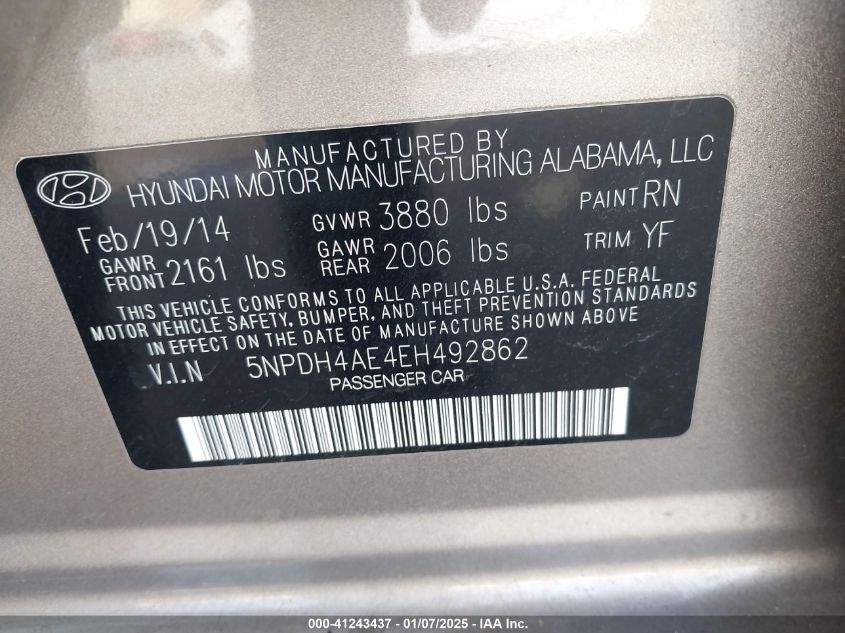 MANUFACTURED BY
HYUNDAI MOTOR MANUFACTURING ALABAMA, LLC
Feb/19/14 GVWR 3880 lbs PAINT RN
GAWR FRONT 2161 lbs GAWR REAR 2006 lbs TRIM YF
THIS VEHICLE CONFORMS TO ALL APPLICABLE U.S.A. FEDERAL
MOTOR VEHICLE SAFETY, BUMPER, AND THEFT PREVENTION STANDARDS
IN EFFECT ON THE DATE OF MANUFACTURE SHOWN ABOVE
V.I.N 5NPDH4AE4EH492862
PASSENGER CAR
000-41243437 - 01/07/2025 - IAA Inc.